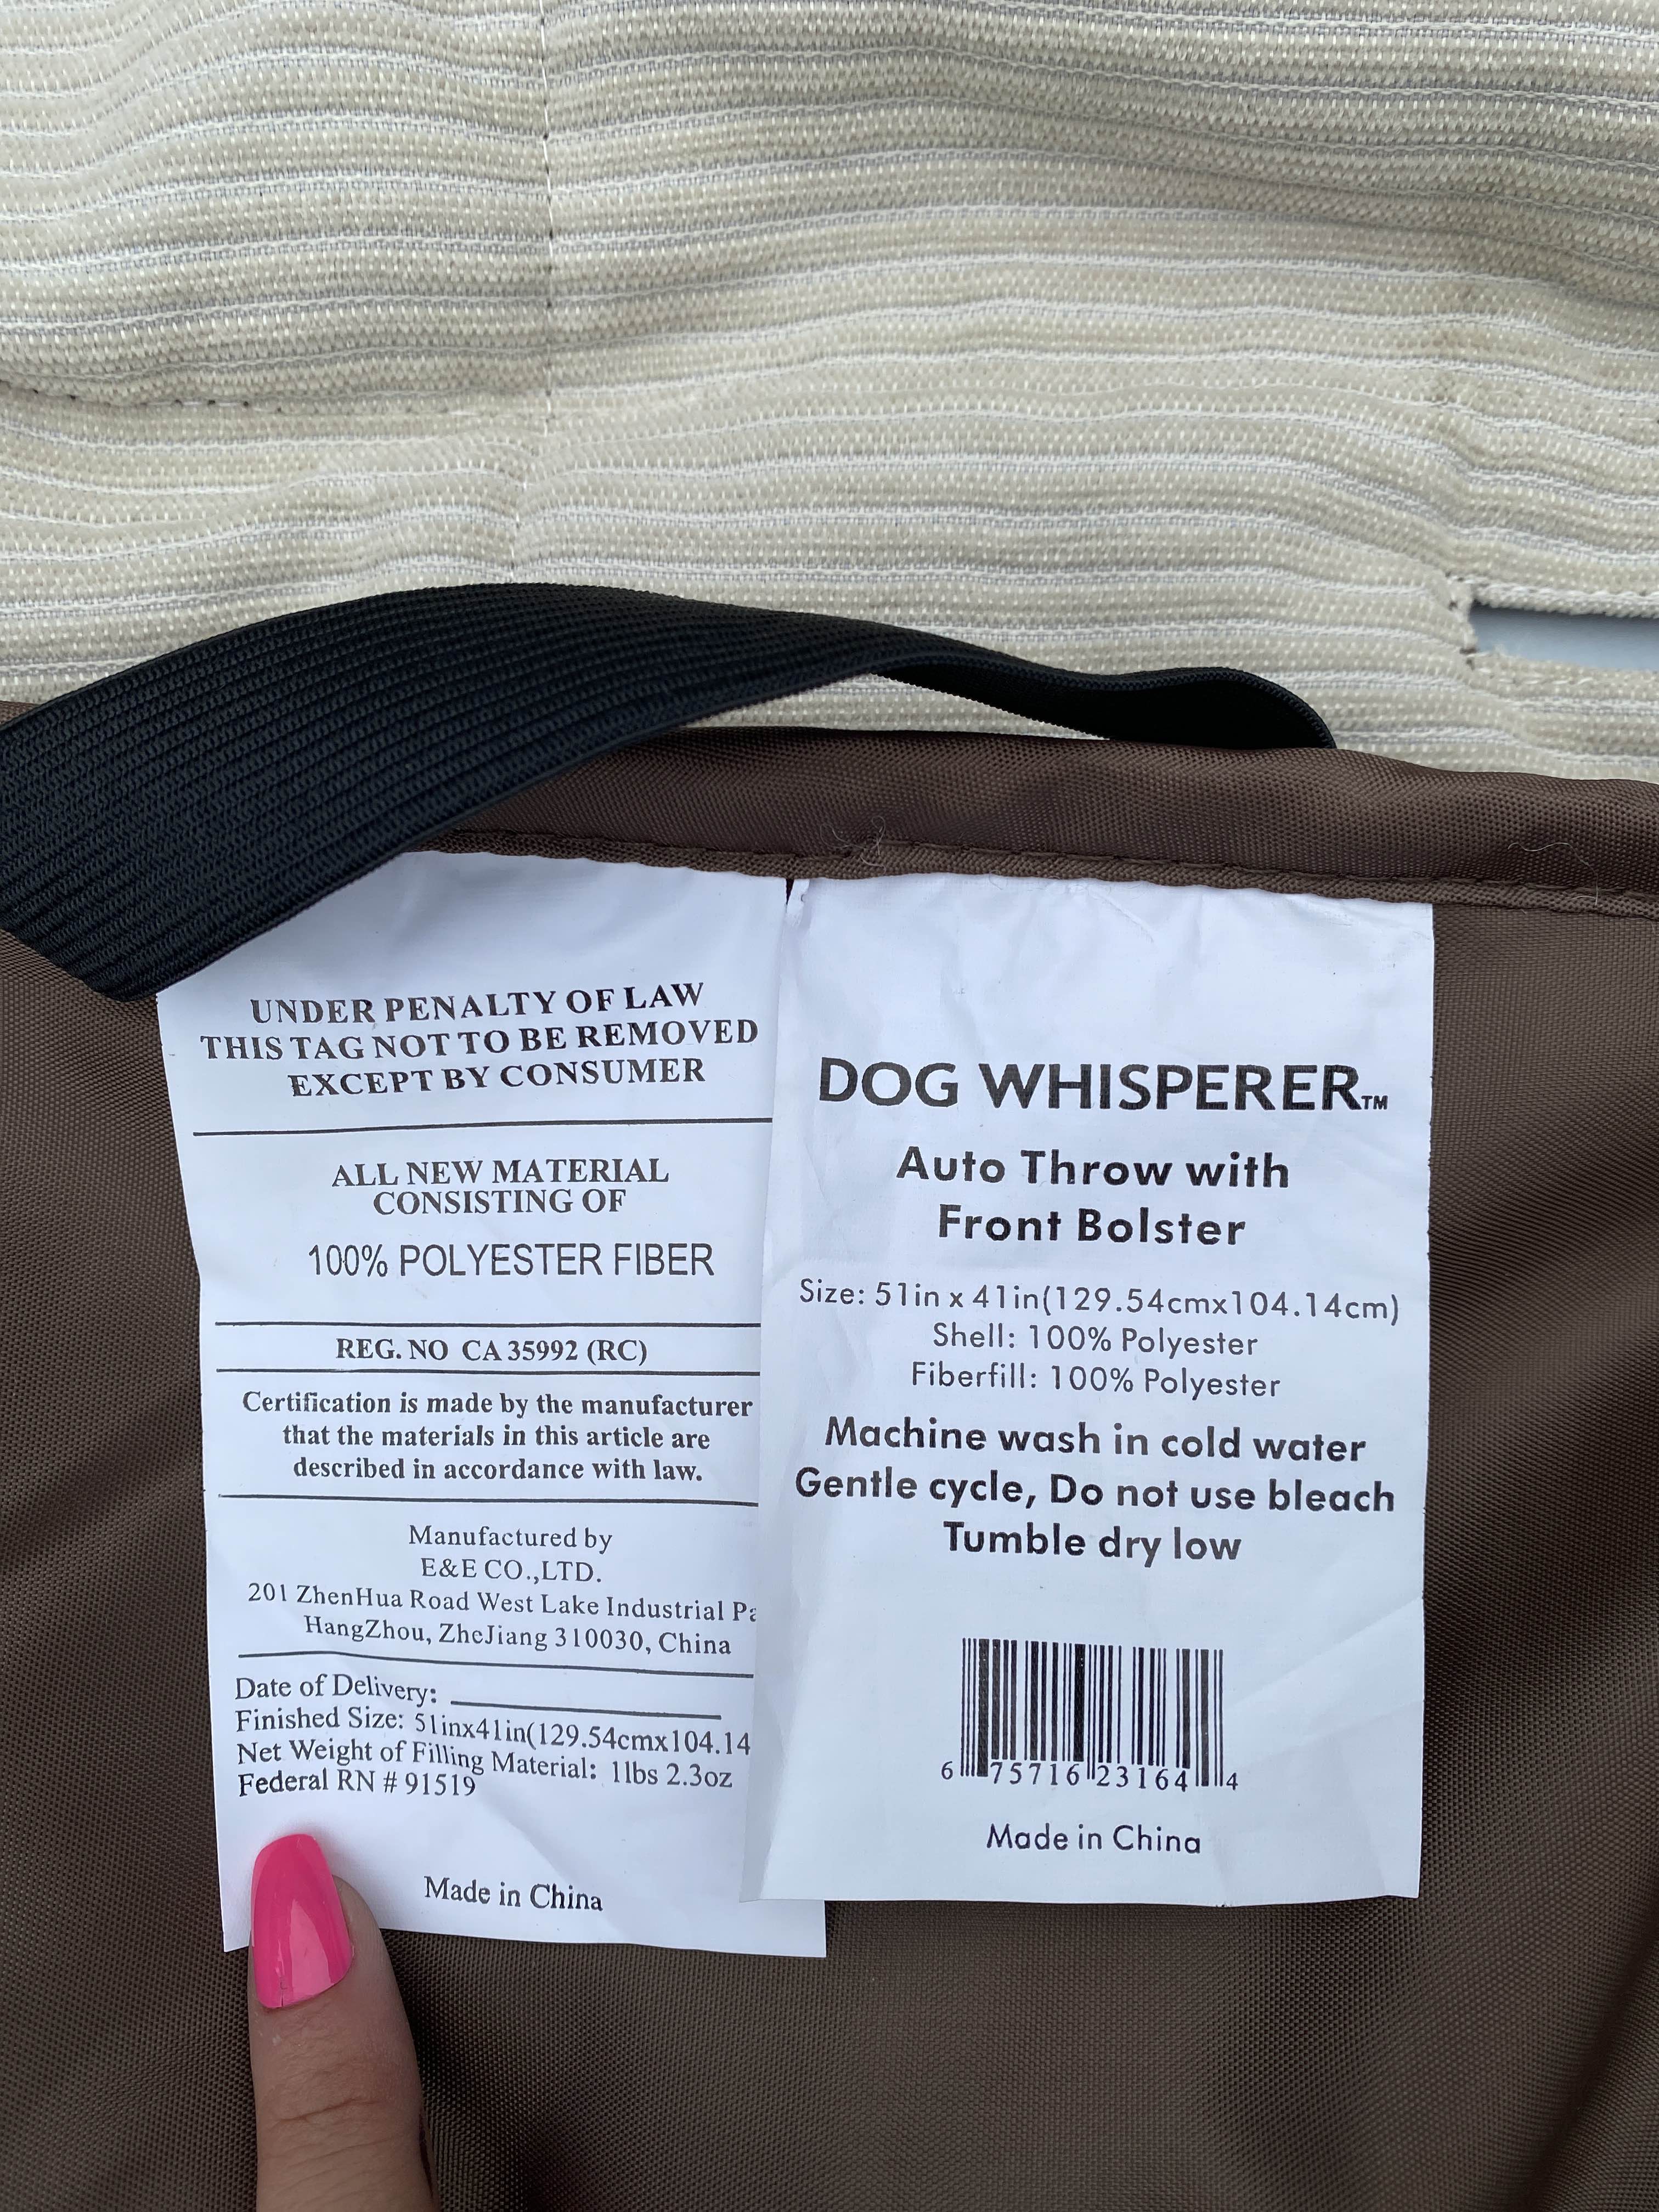 UNDER PENALTY OF LAW
THIS TAG NOT TO BE REMOVED
EXCEPT BY CONSUMER
ALL NEW MATERIAL
CONSISTING OF
100% POLYESTER FIBER
REG. NO CA 35992 (RC)
Certification is made by the manufacturer
that the materials in this article are
described in accordance with law.
Manufactured by
E&E CO.,LTD.
201 ZhenHua Road West Lake Industrial
HangZhou, ZheJiang 310030, China
Date of Delivery:
Finished Size: 51inx41in(129.54cmx104.14
Net Weight of Filling Material: 1lbs 2.3oz
Federal RN # 91519
Made in China
DOG WHISPERER™
Auto Throw with
Front Bolster
Size: 51in x 41in(129.54cmx104.14cm)
Shell: 100% Polyester
Fiberfill: 100% Polyester
Machine wash in cold water
Gentle cycle, Do not use bleach
Tumble dry low
6 75716 23164 4
Made in China